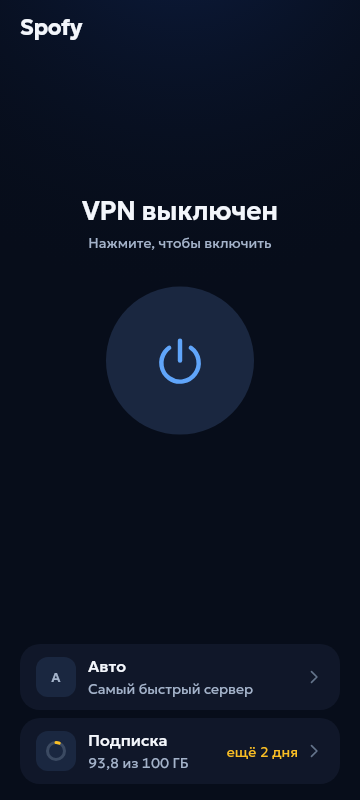 Spofy
VPN выключен
Нажмите, чтобы включить
A
Авто
Самый быстрый сервер
Подписка
93,8 из 100 ГБ
ещё 2 дня